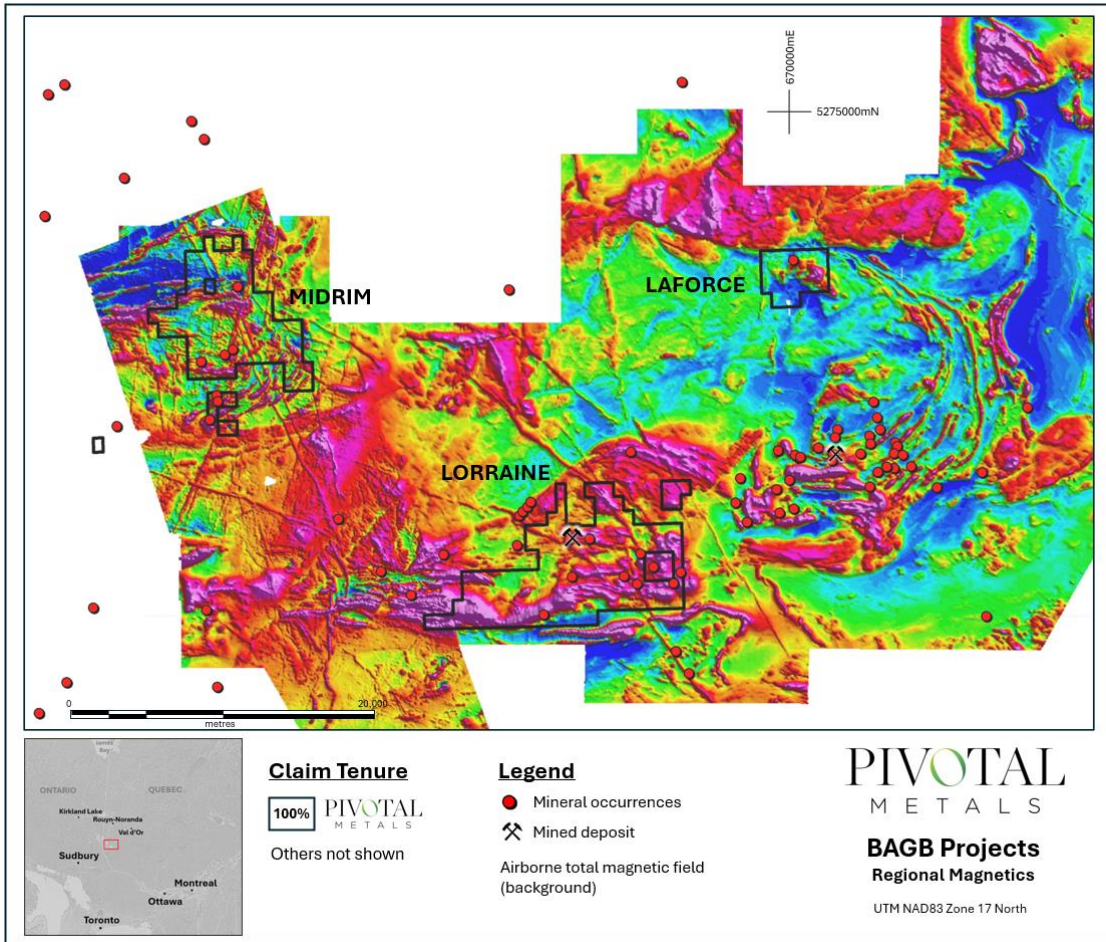 670000mE
5275000mN
MIDRIM
LAFORCE
LORRAINE
0 20,000
metres
James
Bay
ONTARIO QUEBEC
Kirkland Lake
Rouyn-Noranda
Val d'Or
Sudbury
Montreal
Ottawa
Toronto
Claim Tenure
100% PIVOTAL
METALS
Others not shown
Legend
Mineral occurrences
Mined deposit
Airborne total magnetic field
(background)
PIVOTAL
METALS
BAGB Projects
Regional Magnetics
UTM NAD83 Zone 17 North